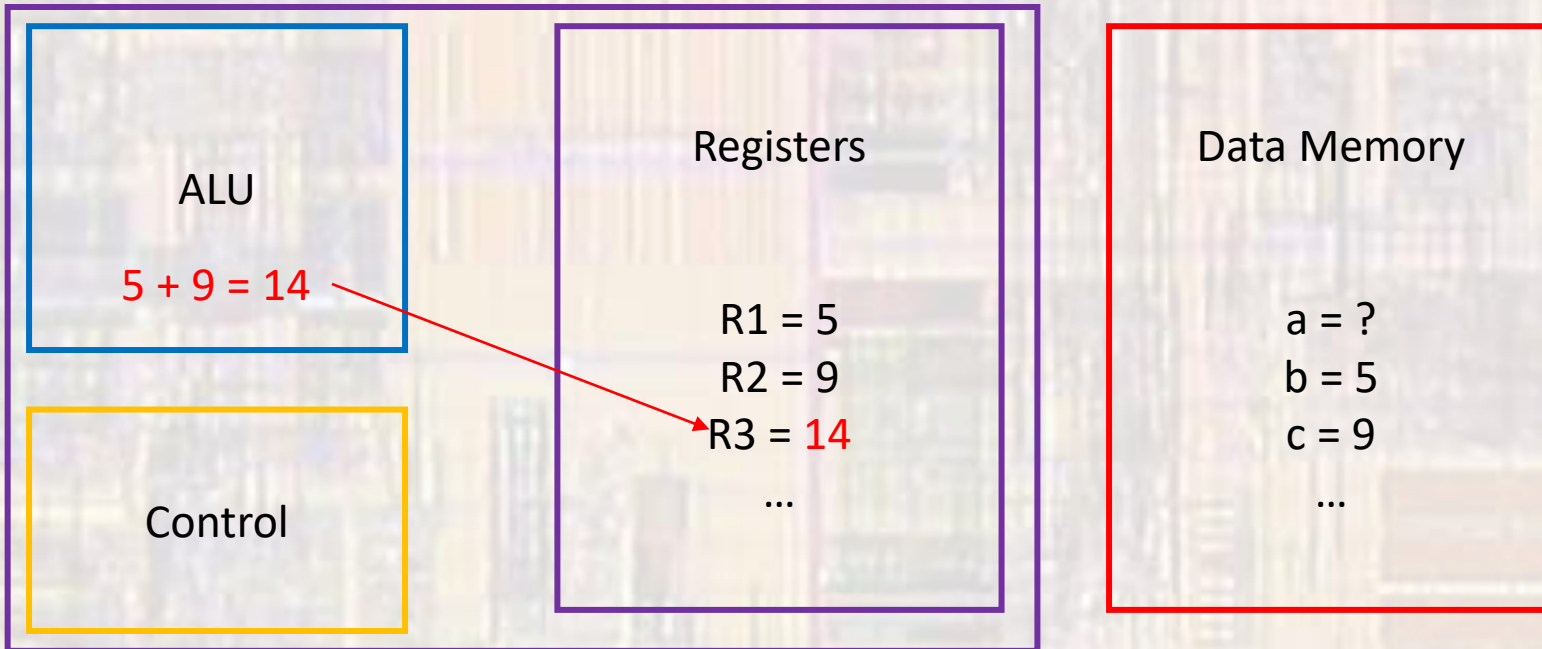 ALU
5 + 9 = 14
Control
Registers
R1 = 5
R2 = 9
R3 = 14
...
Data Memory
a = ?
b = 5
c = 9
...